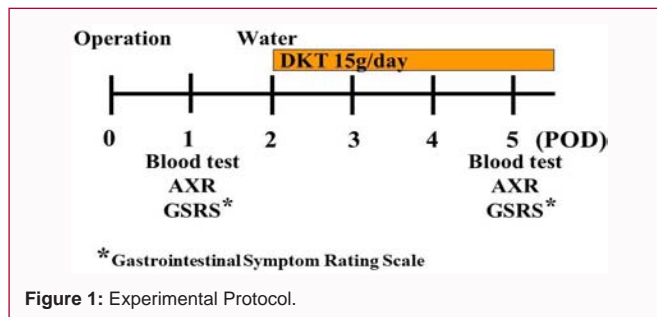 Operation Water
DKT 15g/day
0 1 2 3 4 5 (POD)
Blood test Blood test
AXR AXR
GSRS* GSRS*
*Gastrointestinal Symptom Rating Scale
Figure 1: Experimental Protocol.